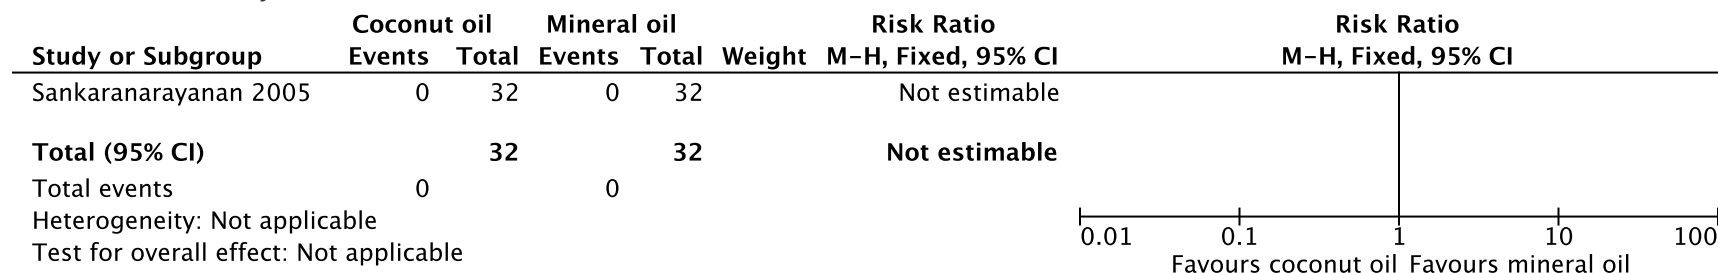 Coconut oil Mineral oil Risk Ratio Risk Ratio
Study or Subgroup Events Total Events Total Weight M-H, Fixed, 95% CI M-H, Fixed, 95% CI
Sankaranarayanan 2005 0 32 0 32 Not estimable
Total (95% CI) 32 32 Not estimable
Total events 0 0
Heterogeneity: Not applicable
Test for overall effect: Not applicable
0.01 0.1 1 10 100
Favours coconut oil Favours mineral oil